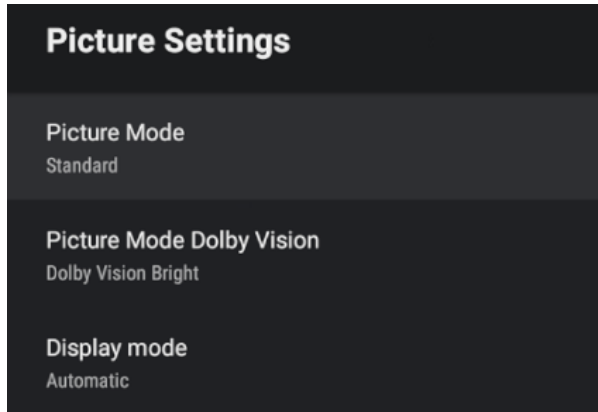 Picture Settings
Picture Mode
Standard
Picture Mode Dolby Vision
Dolby Vision Bright
Display mode
Automatic